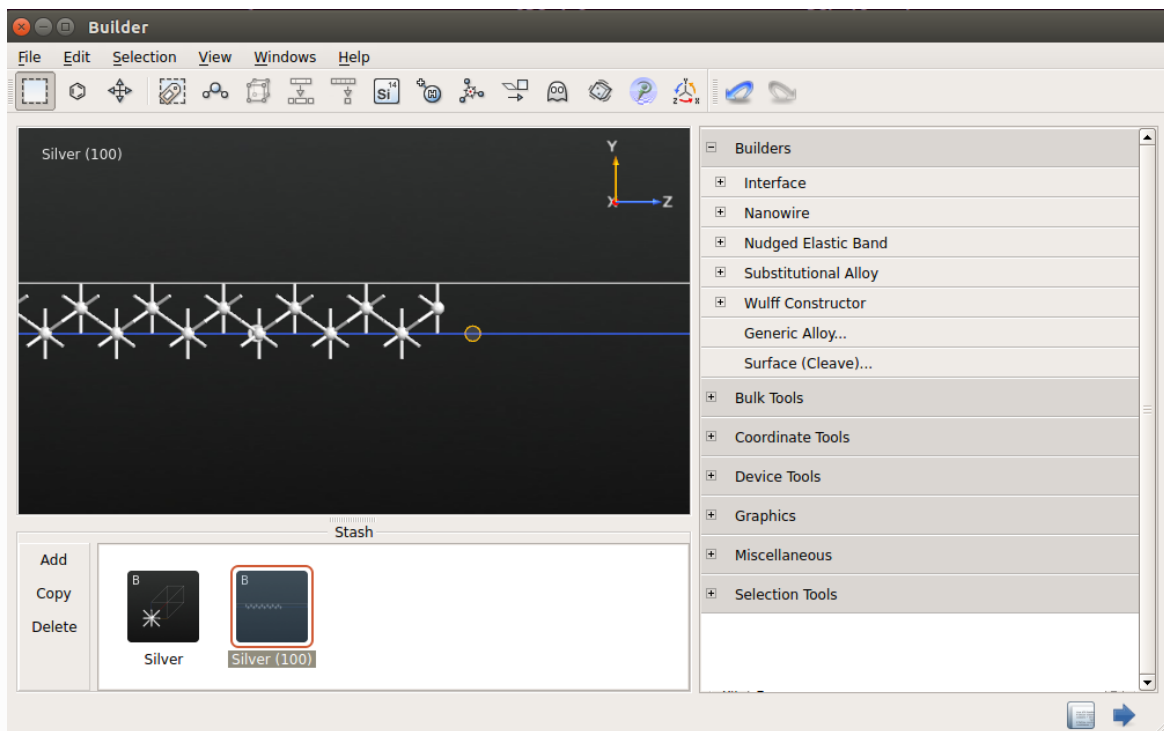 Builder
File Edit Selection View Windows Help
Si 14
H
P
Y
z x
Silver (100)
Y
X Z
Builders
Interface
Nanowire
Nudged Elastic Band
Substitutional Alloy
Wulff Constructor
Generic Alloy...
Surface (Cleave)...
Bulk Tools
Coordinate Tools
Device Tools
Graphics
Miscellaneous
Selection Tools
Stash
Add
Copy
Delete
B
B
Silver
Silver (100)